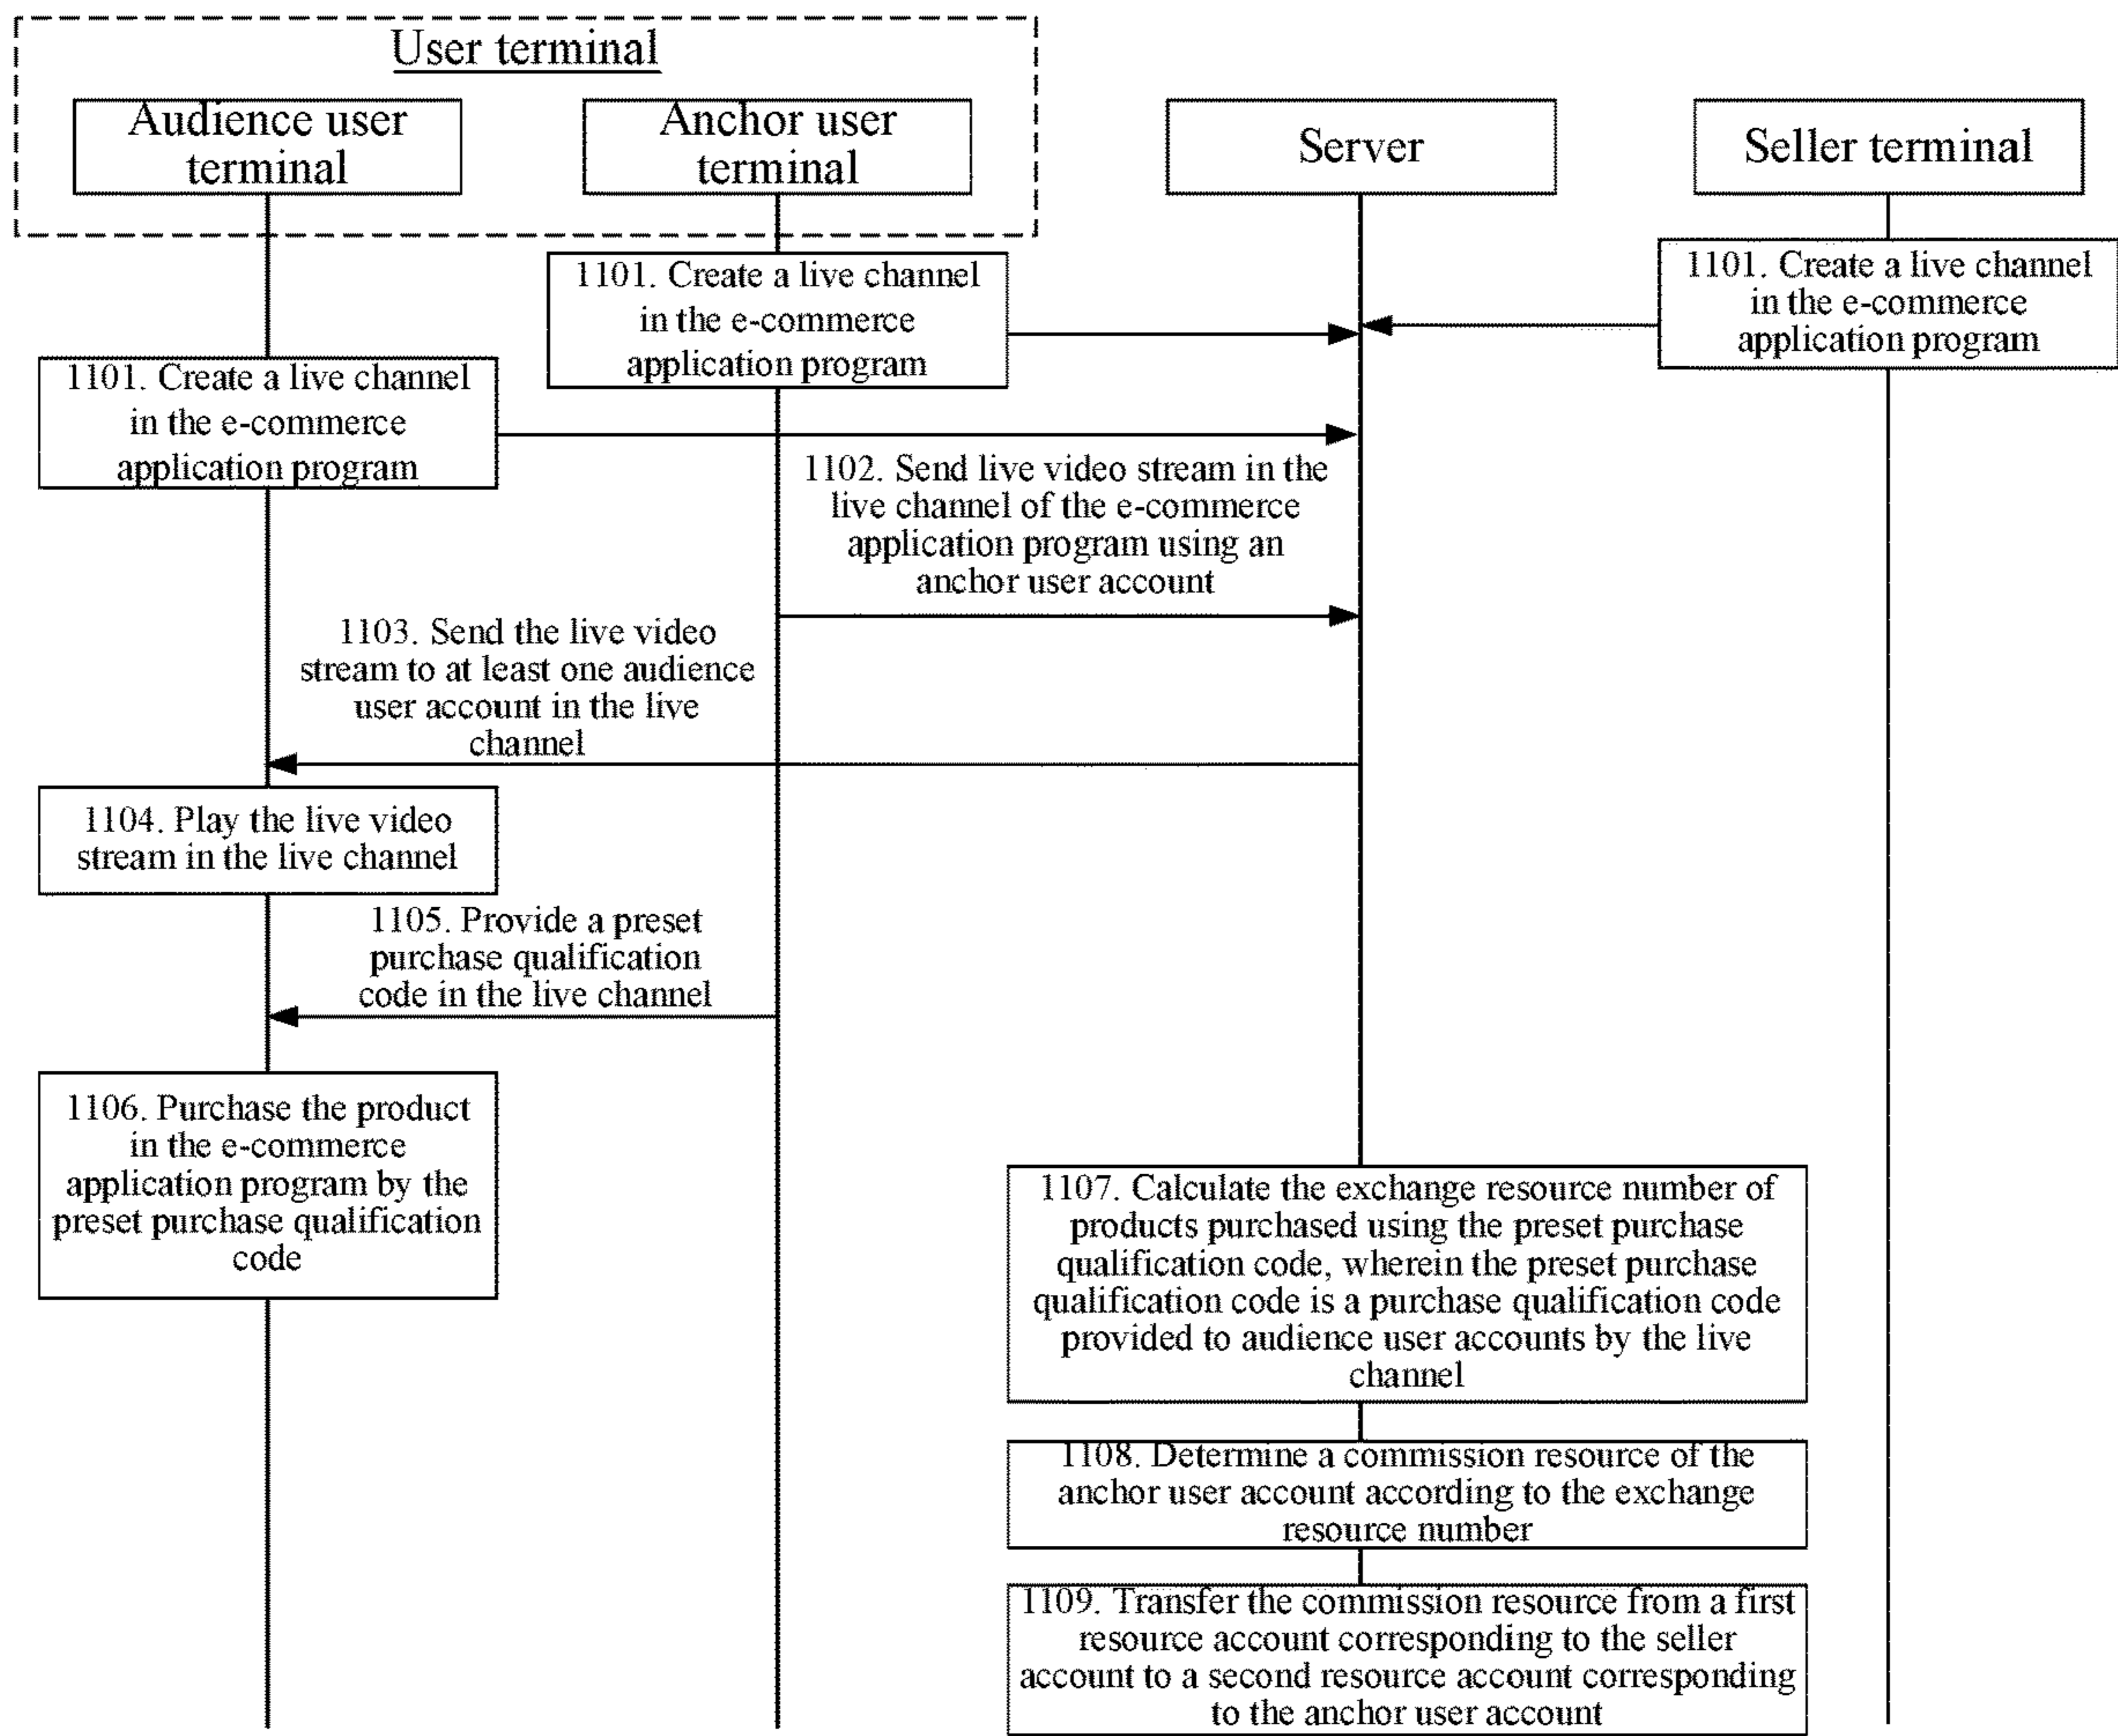 User terminal
Audience user
terminal
Anchor user
terminal
Server
Seller terminal
1101. Create a live channel
in the e-commerce
application program
1101. Create a live channel
in the e-commerce
application program
1101. Create a live channel
in the e-commerce
application program
1102. Send live video stream in the
live channel of the e-commerce
application program using an
anchor user account
1103. Send the live video
stream to at least one audience
user account in the live
channel
1104. Play the live video
stream in the live channel
1105. Provide a preset
purchase qualification
code in the live channel
1106. Purchase the product
in the e-commerce
application program by the
preset purchase qualification
code
1107. Calculate the exchange resource number of
products purchased using the preset purchase
qualification code, wherein the preset purchase
qualification code is a purchase qualification code
provided to audience user accounts by the live
channel
1108. Determine a commission resource of the
anchor user account according to the exchange
resource number
1109. Transfer the commission resource from a first
resource account corresponding to the seller
account to a second resource account corresponding
to the anchor user account